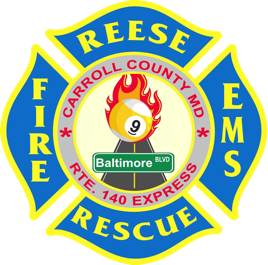 REESE
CARROLL COUNTY MD
FIRE
EMS
9
Baltimore BLVD
RTE. 140 EXPRESS
RESCUE